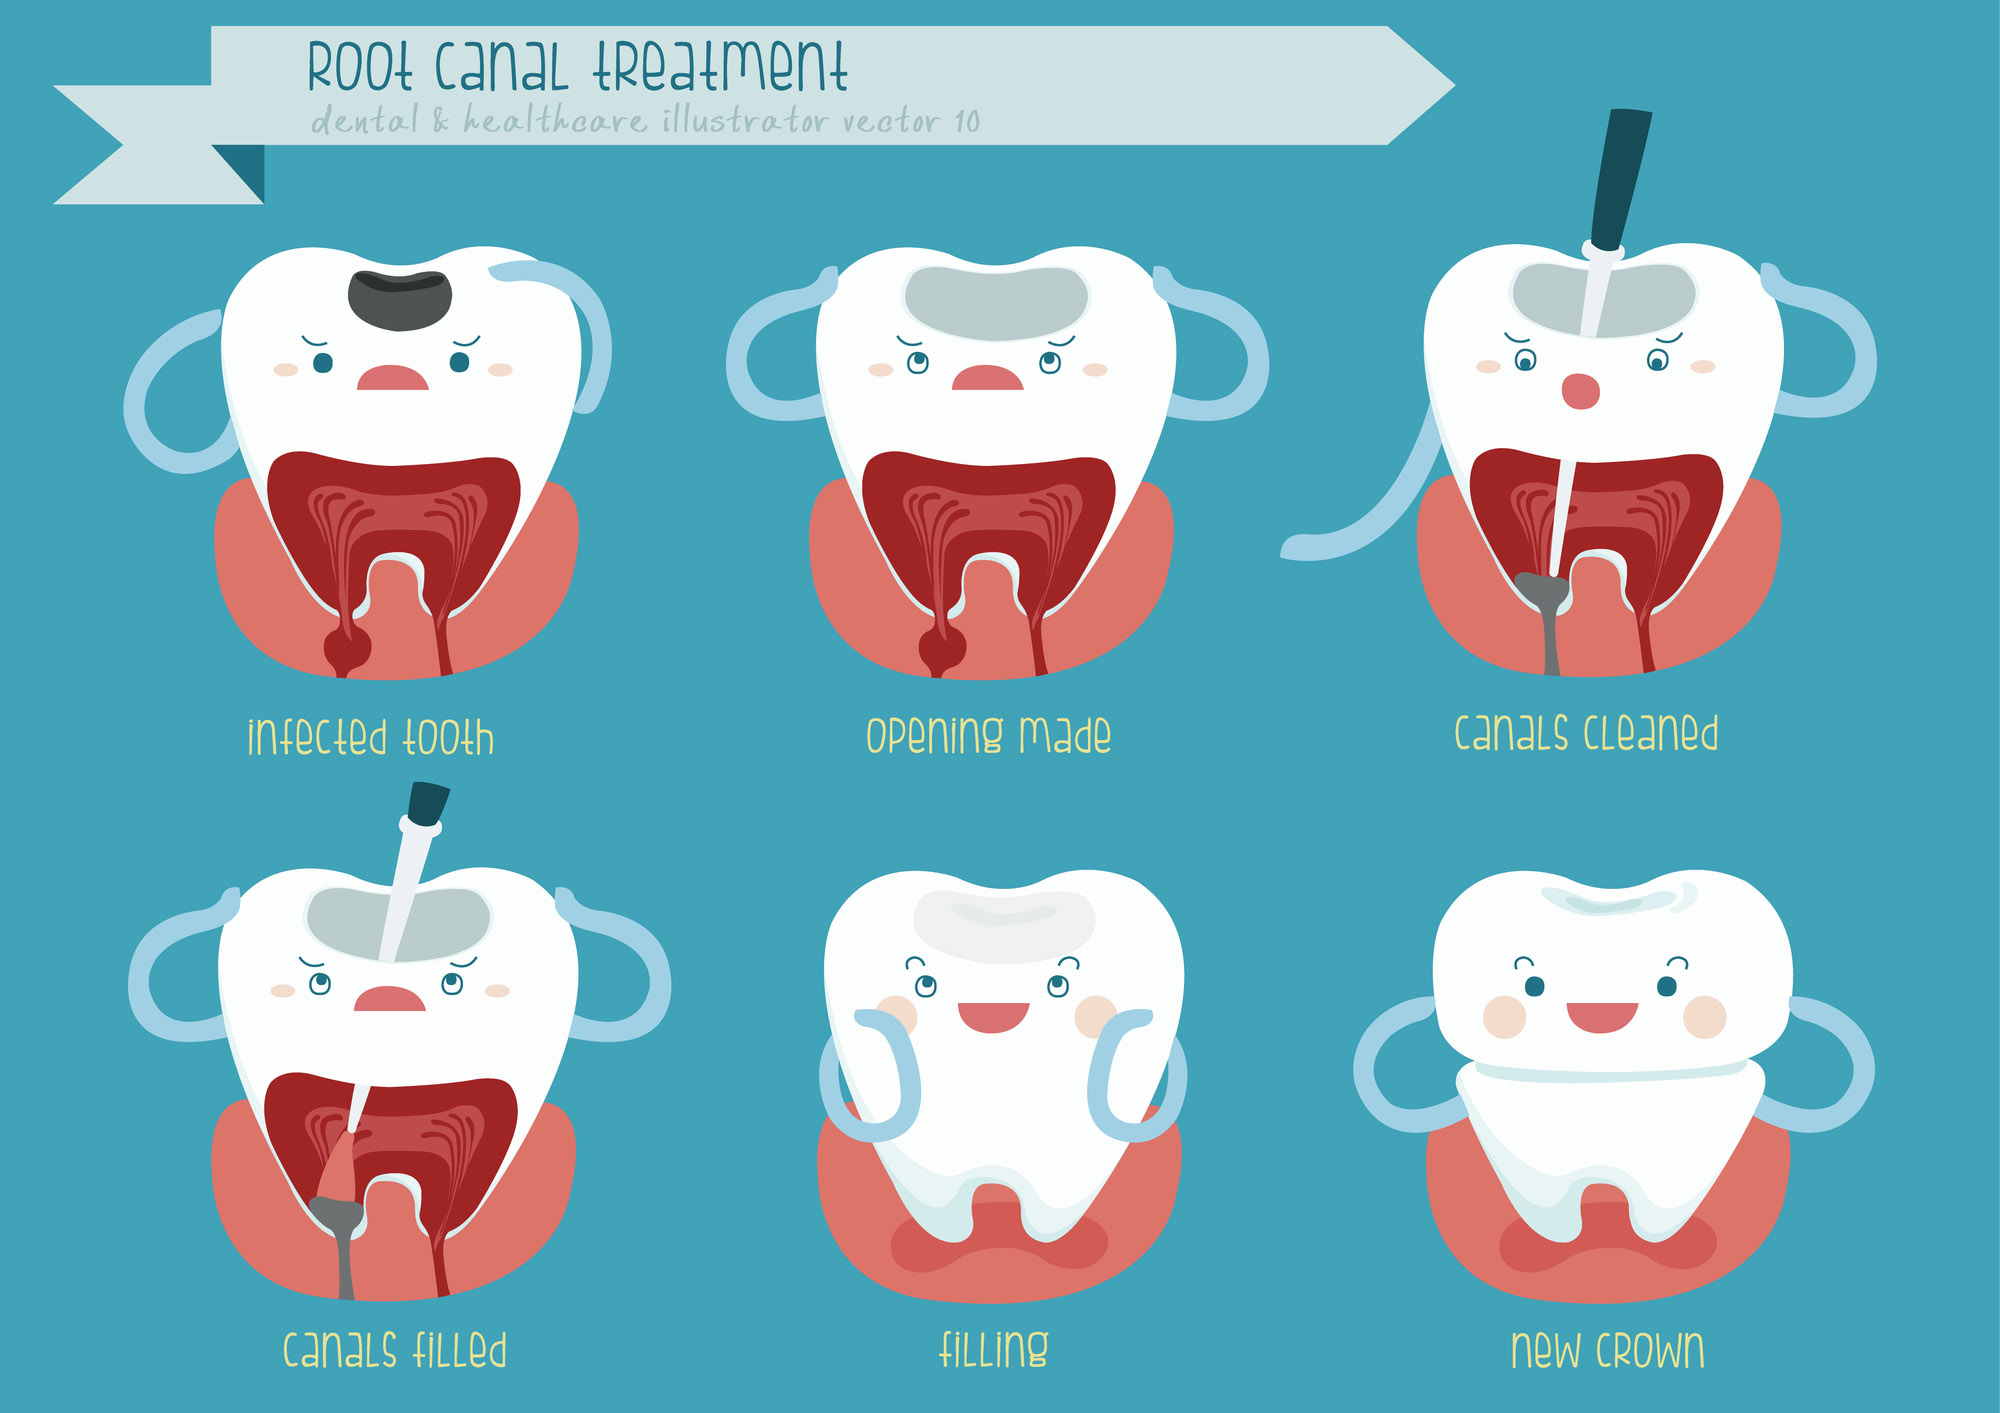 Root canal treatment
dental & healthcare illustrator vector 10
infected tooth
opening made
canals cleaned
canals filled
filling
new crown